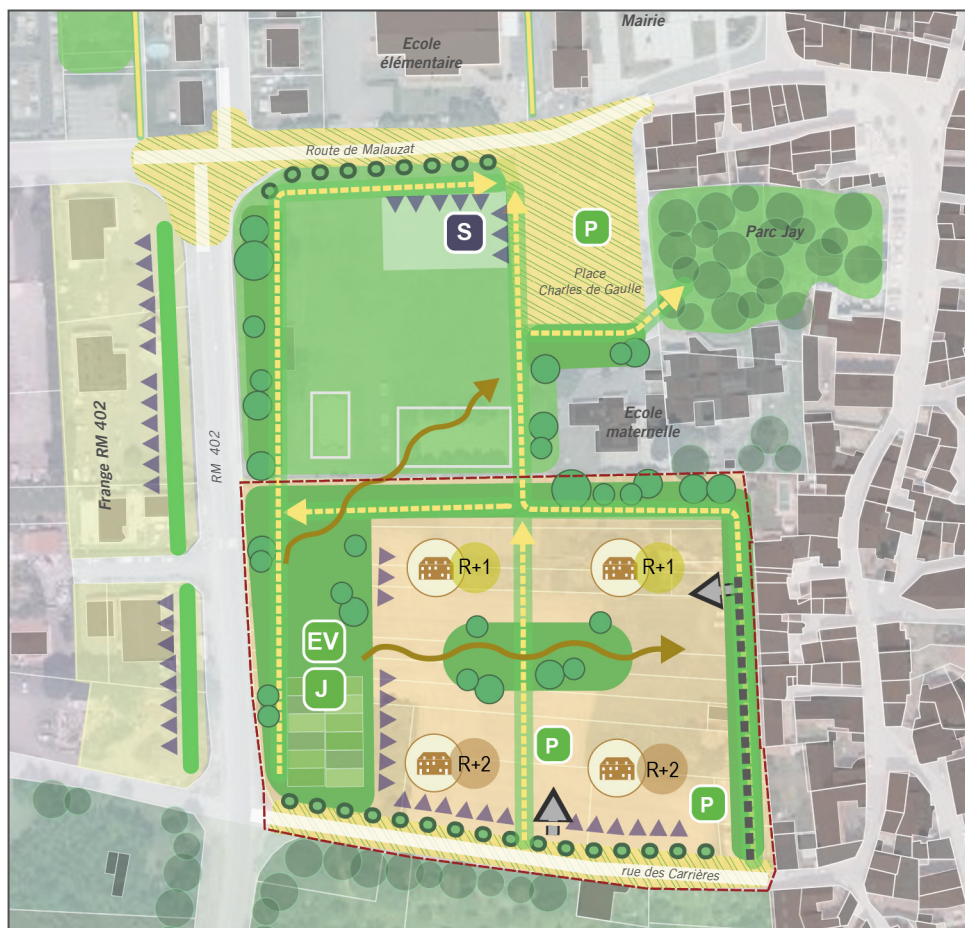 Mairie
Ecole
élémentaire
Route de Malauzat
S
P
Parc Jay
Place
Charles de Gaulle
Frange RM 402
RM 402
Ecole
maternelle
R+1
R+1
EV
J
P
R+2
R+2
P
rue des Carrières